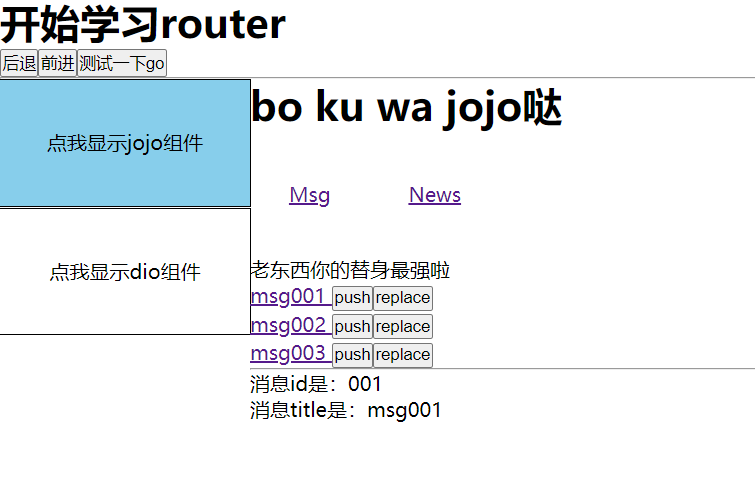 开始学习router
后退 前进 测试一下go
点我显示jojo组件
点我显示dio组件
bo ku wa jojo哒
Msg News
老东西你的替身最强啦
msg001 push replace
msg002 push replace
msg003 push replace
消息id是：001
消息title是：msg001